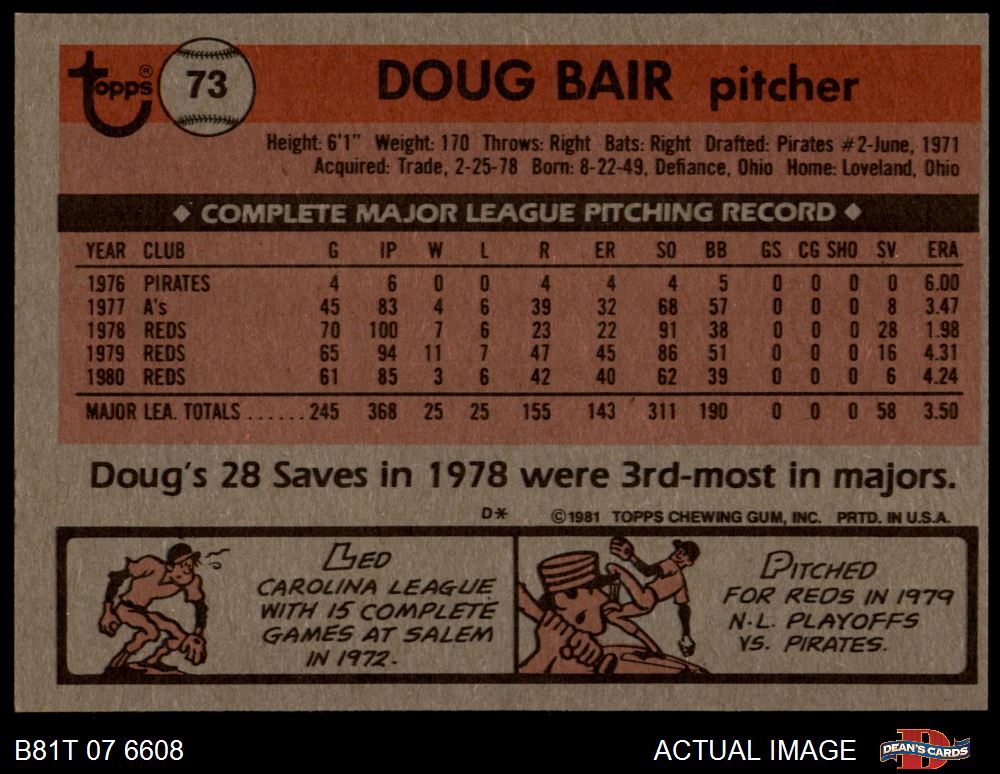 topps® 73 DOUG BAIR pitcher
Height: 6'1" Weight: 170 Throws: Right Bats: Right Drafted: Pirates #2-June, 1971
Acquired: Trade, 2-25-78 Born: 8-22-49, Defiance, Ohio Home: Loveland, Ohio
◆ COMPLETE MAJOR LEAGUE PITCHING RECORD ◆
YEAR CLUB G IP W L R ER SO BB GS CG SHO SV ERA
1976 PIRATES 4 6 0 0 4 4 4 5 0 0 0 0 6.00
1977 A's 45 83 4 6 39 32 68 57 0 0 0 8 3.47
1978 REDS 70 100 7 6 23 22 91 38 0 0 0 28 1.98
1979 REDS 65 94 11 7 47 45 86 51 0 0 0 16 4.31
1980 REDS 61 85 3 6 42 40 62 39 0 0 0 6 4.24
MAJOR LEA. TOTALS ...... 245 368 25 25 155 143 311 190 0 0 0 58 3.50
Doug's 28 Saves in 1978 were 3rd-most in majors.
D* ©1981 TOPPS CHEWING GUM, INC. PRTD. IN U.S.A.
LED
CAROLINA LEAGUE
WITH 15 COMPLETE
GAMES AT SALEM
IN 1972.
PITCHED
FOR REDS IN 1979
N.L. PLAYOFFS
VS. PIRATES.
B81T 07 6608 ACTUAL IMAGE DEAN'S CARDS